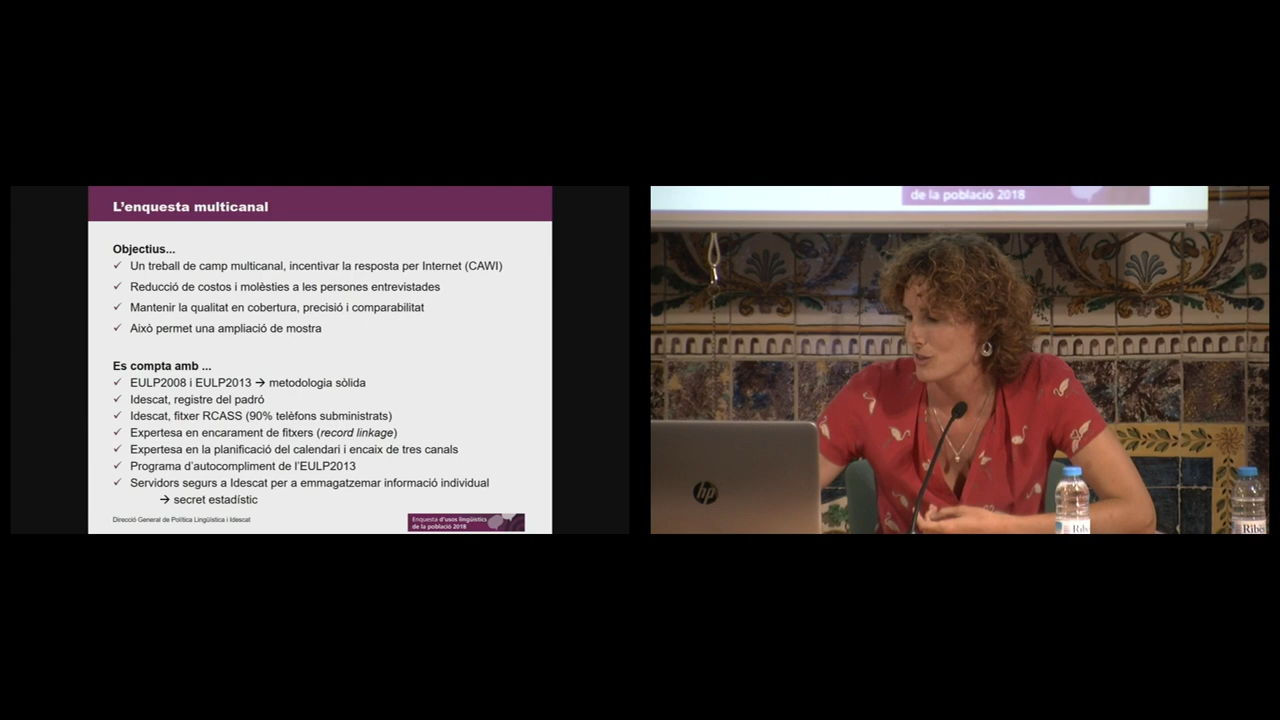 L'enquesta multicanal
Objectius...
✓ Un treball de camp multicanal, incentivar la resposta per Internet (CAWI)
✓ Reducció de costos i molèsties a les persones entrevistades
✓ Mantenir la qualitat en cobertura, precisió i comparabilitat
✓ Això permet una ampliació de mostra
Es compta amb ...
✓ EULP2008 i EULP2013 → metodologia sòlida
✓ Idescat, registre del padró
✓ Idescat, fitxer RCASS (90% telèfons subministrats)
✓ Expertesa en encarament de fitxers (record linkage)
✓ Expertesa en la planificació del calendari i encaix de tres canals
✓ Programa d'autocompliment de l'EULP2013
✓ Servidors segurs a Idescat per a emmagatzemar informació individual
→ secret estadístic
Direcció General de Política Lingüística i Idescat
Enquesta d'usos lingüístics
de la població 2018
de la població 2018
hp